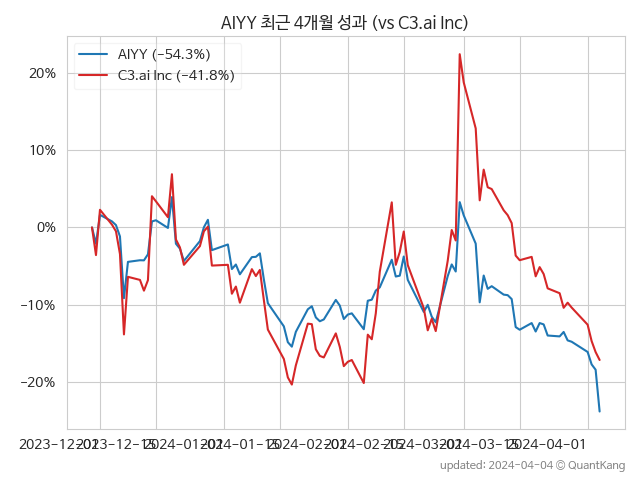 AIYY 최근 4개월 성과 (vs C3.ai Inc)
AIYY (-54.3%)
C3.ai Inc (-41.8%)
20%
10%
0%
-10%
-20%
2023-12-01 2023-12-15 2024-01-01 2024-01-15 2024-02-01 2024-02-15 2024-03-01 2024-03-15 2024-04-01
updated: 2024-04-04 © QuantKang